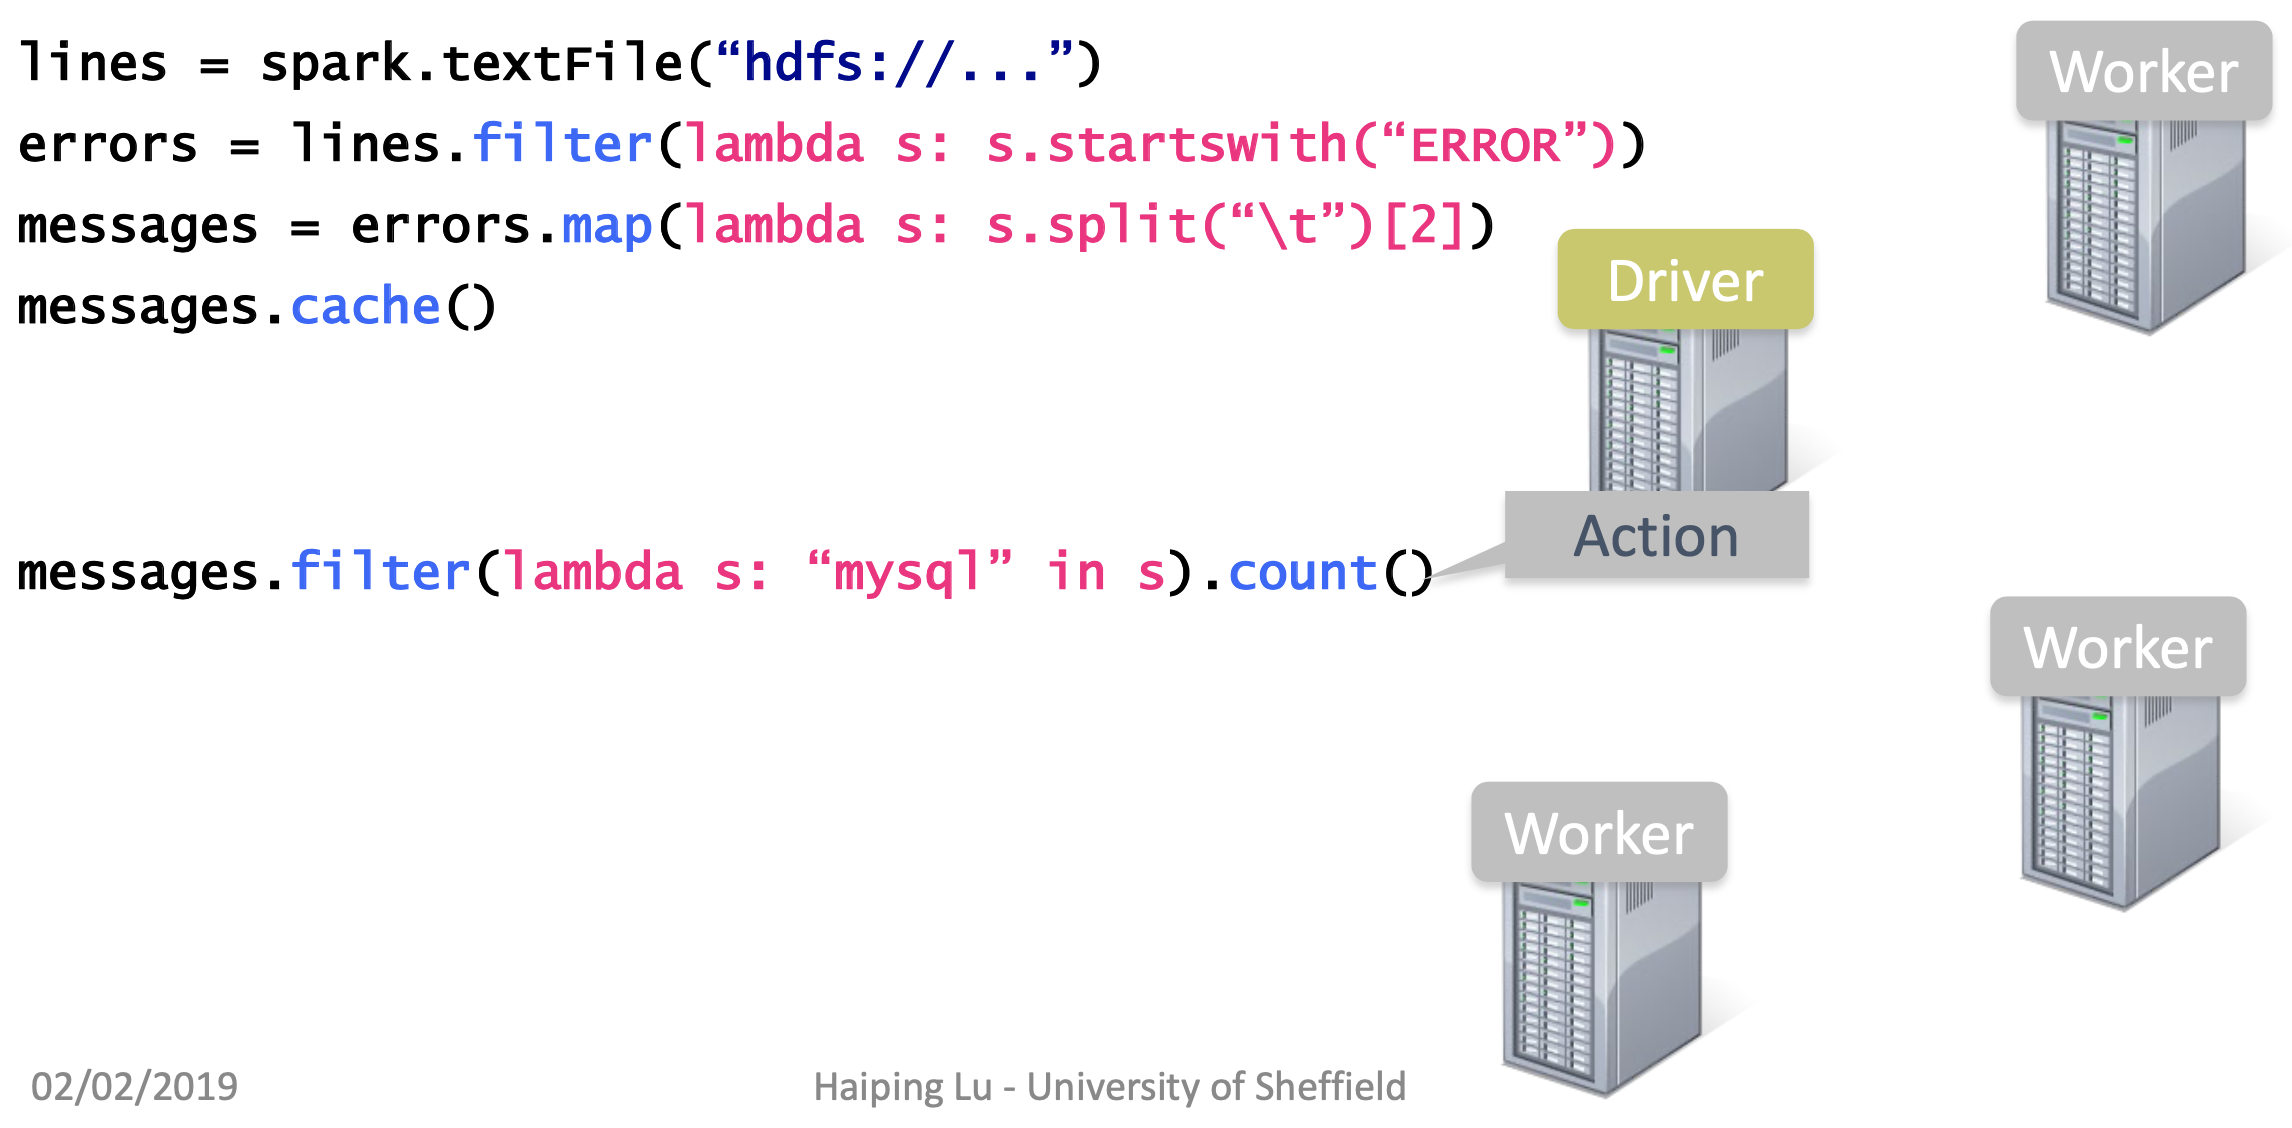 lines = spark.textFile(“hdfs://...”)
errors = lines.filter(lambda s: s.startswith(“ERROR”))
messages = errors.map(lambda s: s.split(“\t”)[2])
messages.cache()
messages.filter(lambda s: “mysql” in s).count()
Worker
Driver
Action
Worker
Worker
02/02/2019
Haiping Lu - University of Sheffield